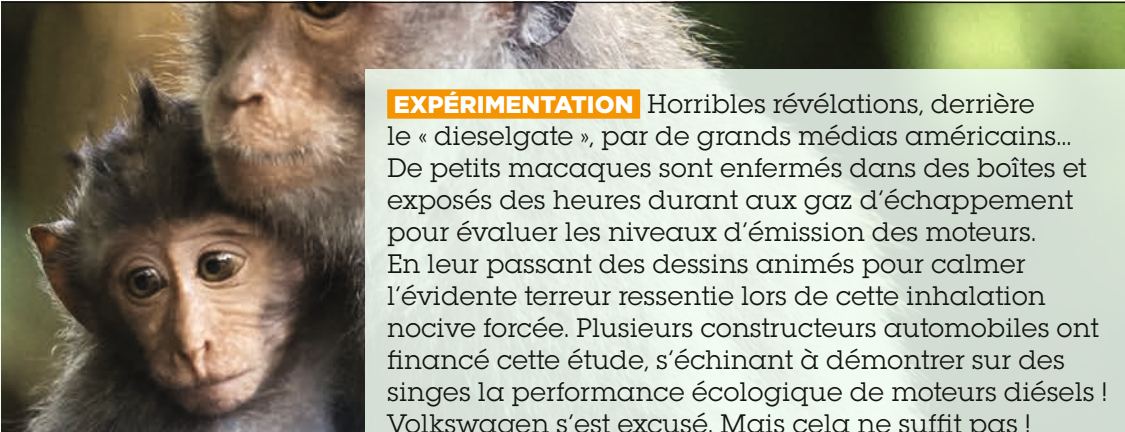 EXPÉRIMENTATION Horribles révélations, derrière
le « dieselgate », par de grands médias américains...
De petits macaques sont enfermés dans des boîtes et
exposés des heures durant aux gaz d’échappement
pour évaluer les niveaux d’émission des moteurs.
En leur passant des dessins animés pour calmer
l’évidente terreur ressentie lors de cette inhalation
nocive forcée. Plusieurs constructeurs automobiles ont
financé cette étude, s’échinant à démontrer sur des
singes la performance écologique de moteurs diésels !
Volkswagen s’est excusé. Mais cela ne suffit pas !